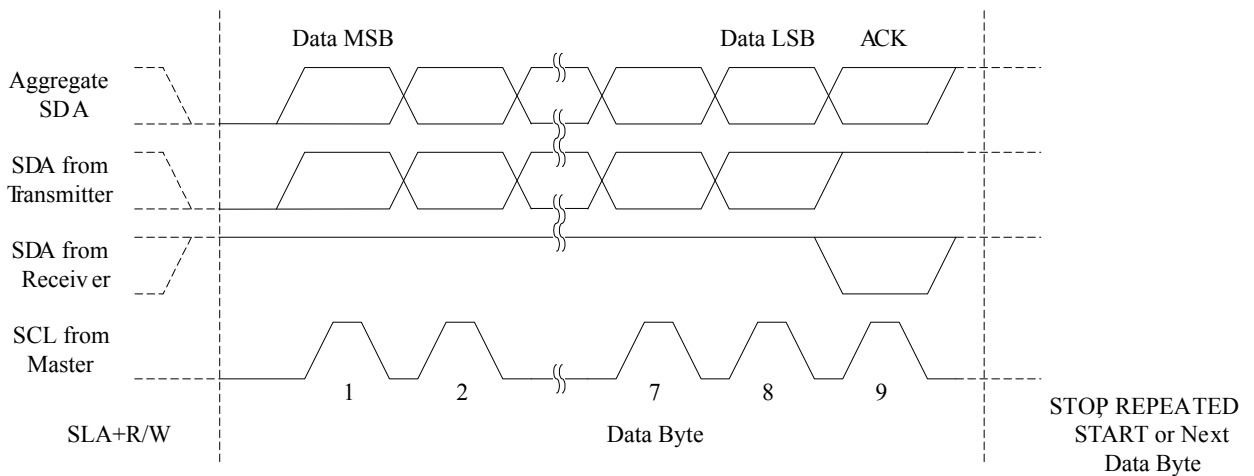 Data MSB
Data LSB
ACK
Aggregate
SDA
SDA from
Transmitter
SDA from
Receiver
SCL from
Master
1
2
7
8
9
SLA+R/W
Data Byte
STOP, REPEATED
START or Next
Data Byte